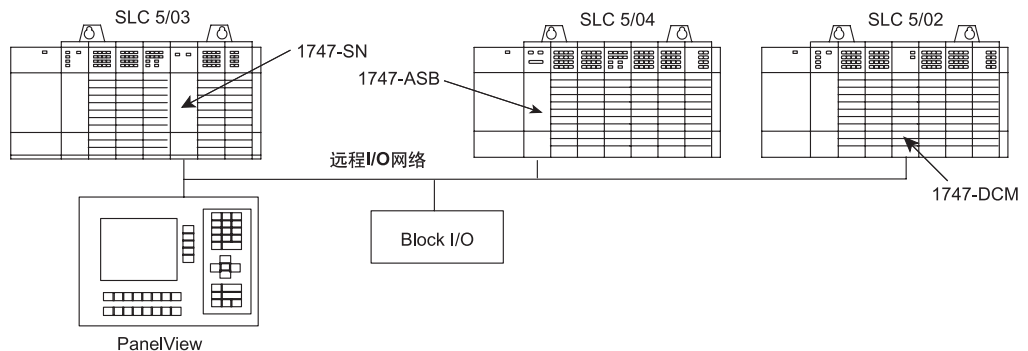 SLC 5/03
SLC 5/04
SLC 5/02
1747-SN
1747-ASB
远程I/O网络
1747-DCM
Block I/O
PanelView